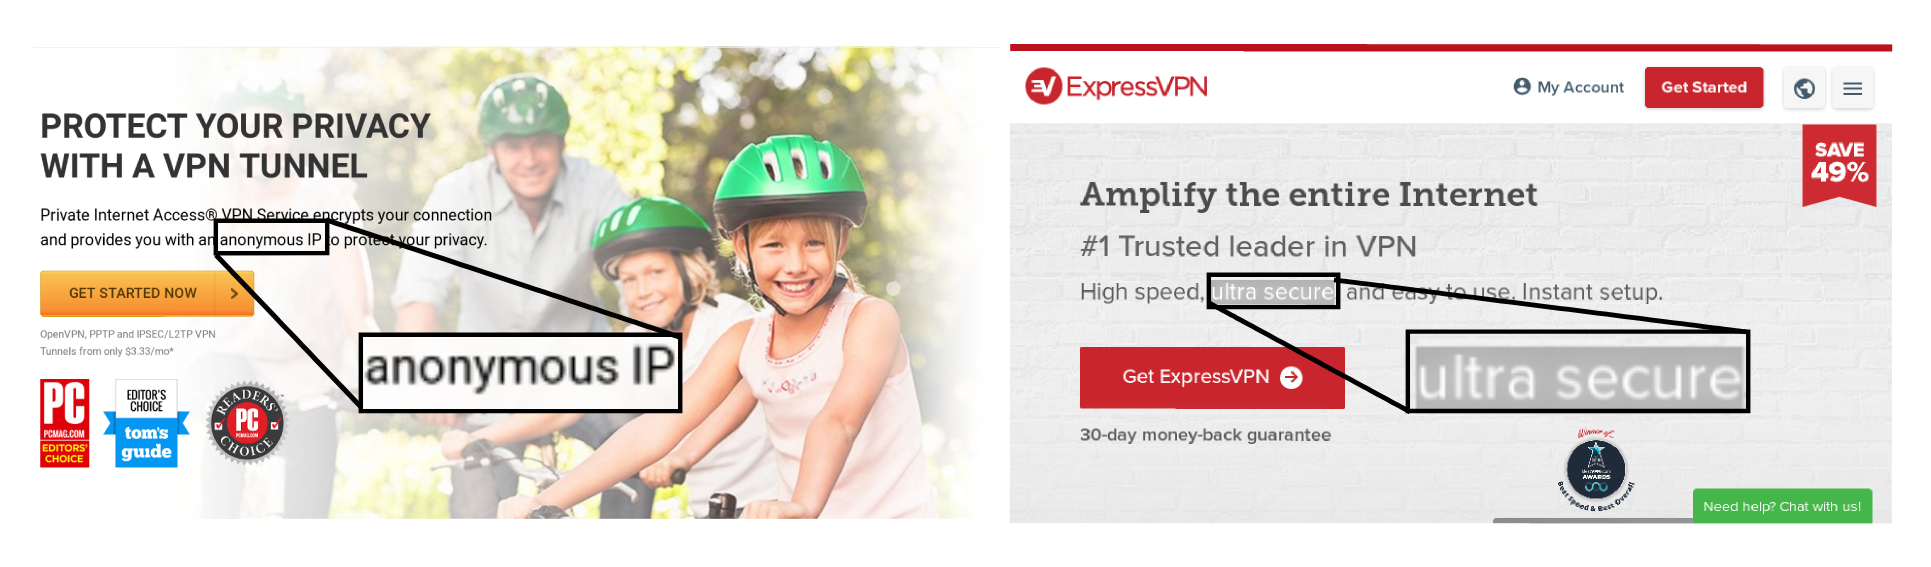 PROTECT YOUR PRIVACY
WITH A VPN TUNNEL
Private Internet Access® VPN Service encrypts your connection
and provides you with an anonymous IP to protect your privacy.
anonymous IP
GET STARTED NOW
OpenVPN, PPTP and IPSEC/L2TP VPN
Tunnels from only $3.33/mo*
PC
PCMAG.COM
EDITORS'
CHOICE
EDITOR'S
CHOICE
tom's
guide
READERS'
PC
PCMAG.COM
CHOICE
ExpressVPN
My Account
Get Started
SAVE
49%
Amplify the entire Internet
#1 Trusted leader in VPN
High speed, ultra secure, and easy to use. Instant setup.
ultra secure
Get ExpressVPN
30-day money-back guarantee
Winner of
AWARDS
Best Speed & Best Overall
Need help? Chat with us!